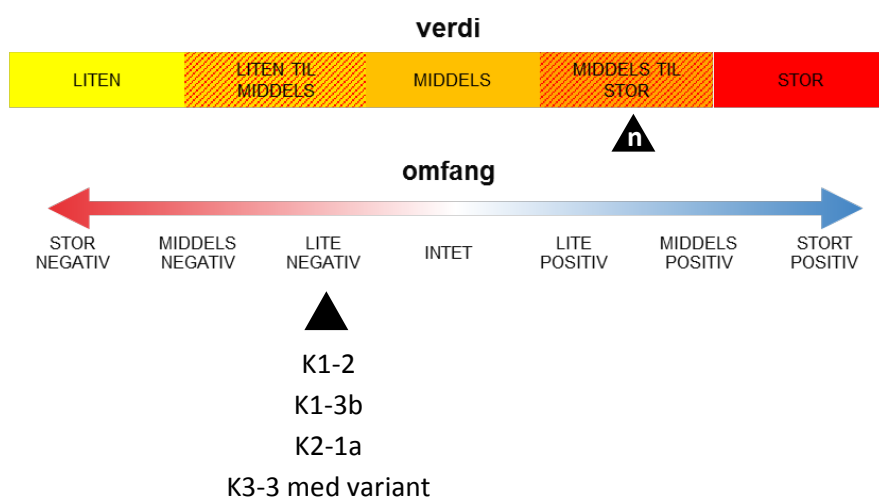 verdi
LITEN
LITEN TIL
MIDDELS
MIDDELS
MIDDELS TIL
STOR
STOR
n
omfang
STOR
NEGATIV
MIDDELS
NEGATIV
LITE
NEGATIV
INTET
LITE
POSITIV
MIDDELS
POSITIV
STORT
POSITIV
K1-2
K1-3b
K2-1a
K3-3 med variant